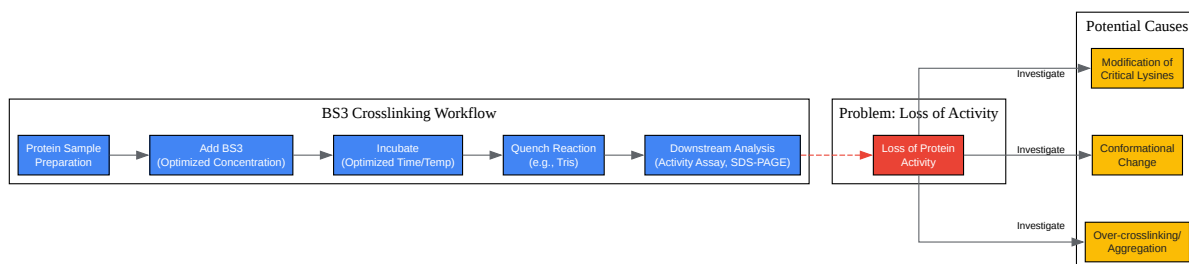 BS3 Crosslinking Workflow
Protein Sample
Preparation
Add BS3
(Optimized Concentration)
Incubate
(Optimized Time/Temp)
Quench Reaction
(e.g., Tris)
Downstream Analysis
(Activity Assay, SDS-PAGE)
Problem: Loss of Activity
Loss of Protein
Activity
Investigate
Investigate
Investigate
Potential Causes
Modification of
Critical Lysines
Conformational
Change
Over-crosslinking/
Aggregation